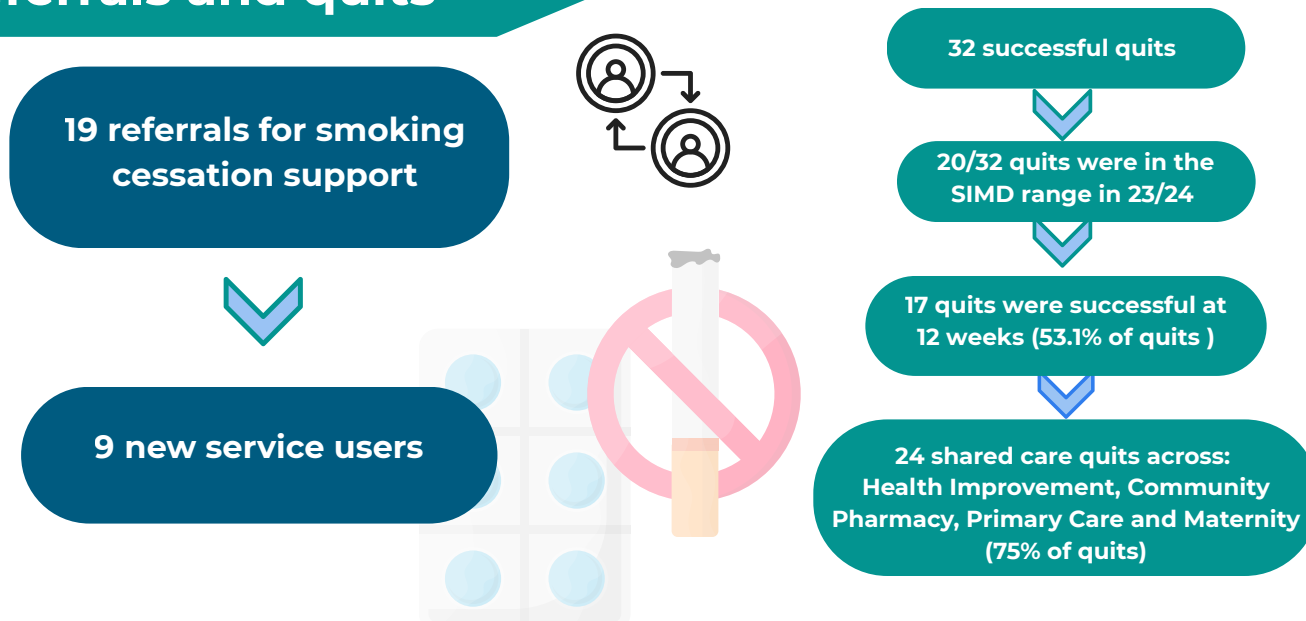 and quits
19 referrals for smoking
cessation support
9 new service users
32 successful quits
20/32 quits were in the
SIMD range in 23/24
17 quits were successful at
12 weeks (53.1% of quits )
24 shared care quits across:
Health Improvement, Community
Pharmacy, Primary Care and Maternity
(75% of quits)